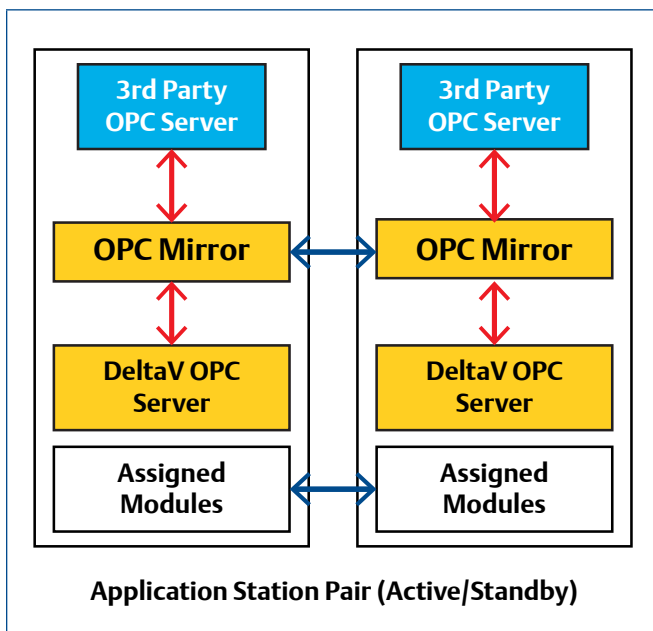 3rd Party
OPC Server
OPC Mirror
DeltaV OPC
Server
Assigned
Modules
3rd Party
OPC Server
OPC Mirror
DeltaV OPC
Server
Assigned
Modules
Application Station Pair (Active/Standby)